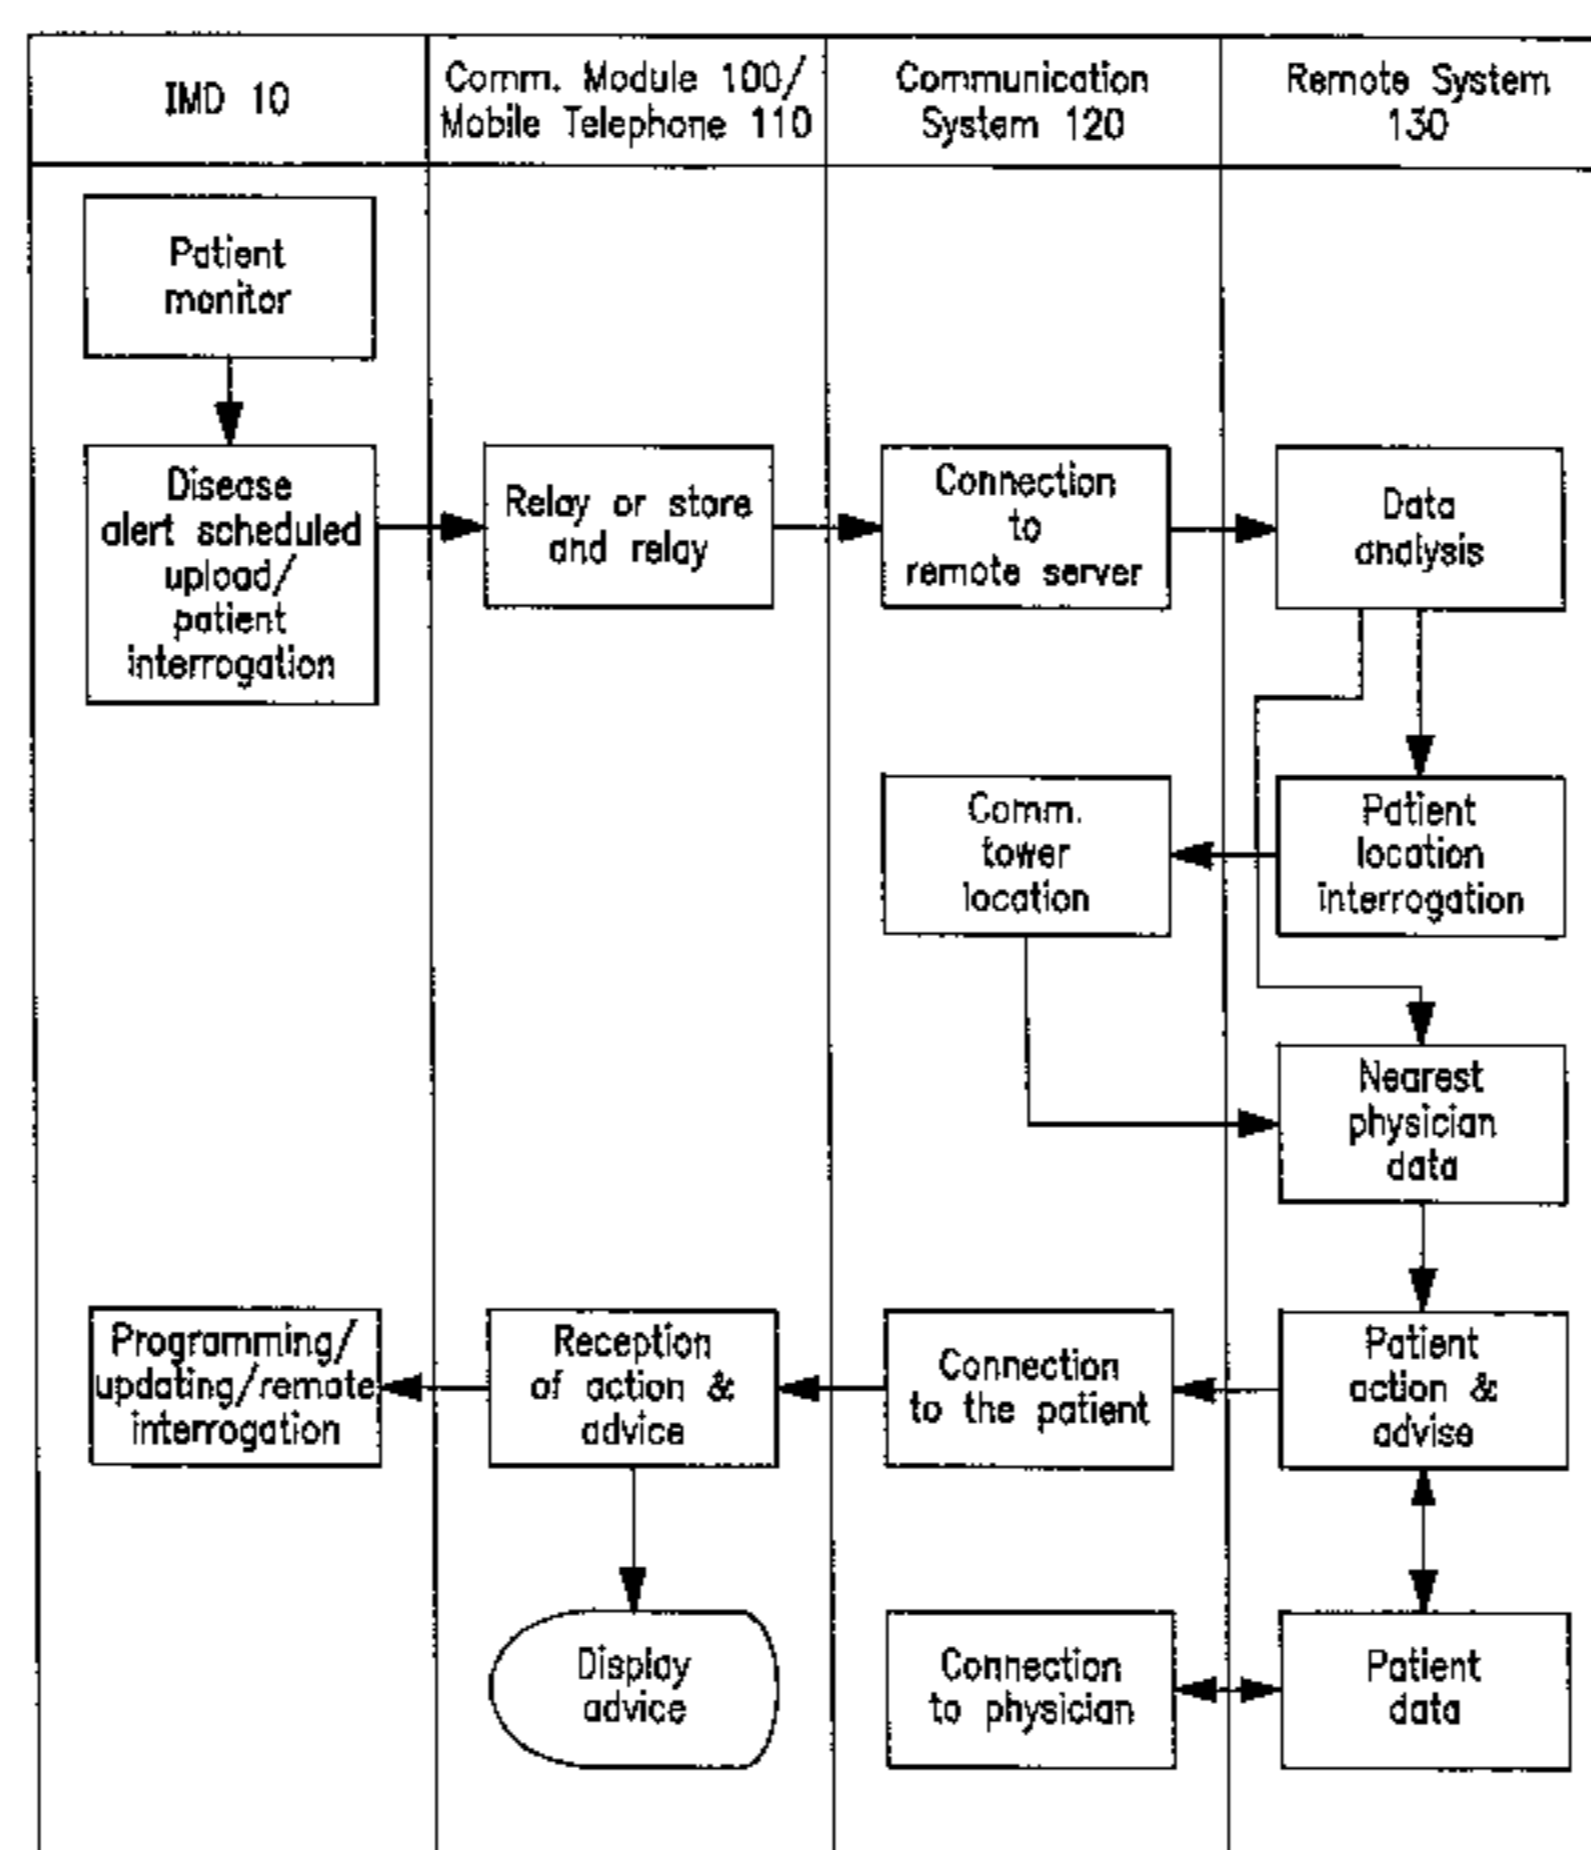 IMD 10
Comm. Module 100/
Mobile Telephone 110
Communication
System 120
Remote System
130
Patient
monitor
Disease
alert scheduled
upload/
patient
interrogation
Relay or store
and relay
Connection
to
remote server
Data
analysis
Comm.
tower
location
Patient
location
interrogation
Nearest
physician
data
Programming/
updating/remote
interrogation
Reception
of action &
advice
Connection
to the patient
Patient
action &
advise
Display
advice
Connection
to physician
Patient
data